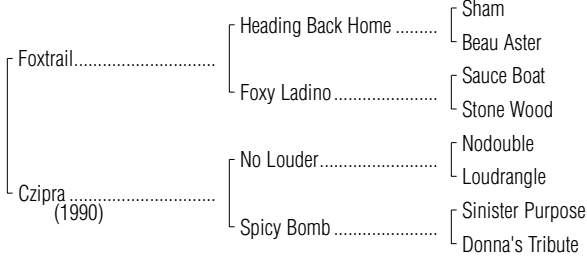 Sham
Heading Back Home .........
Beau Aster
Foxtrail..............................
Sauce Boat
Foxy Ladino ......................
Stone Wood
Nodouble
No Louder.........................
Loudrangle
Czipra ...............................
(1990)
Sinister Purpose
Spicy Bomb ......................
Donna's Tribute